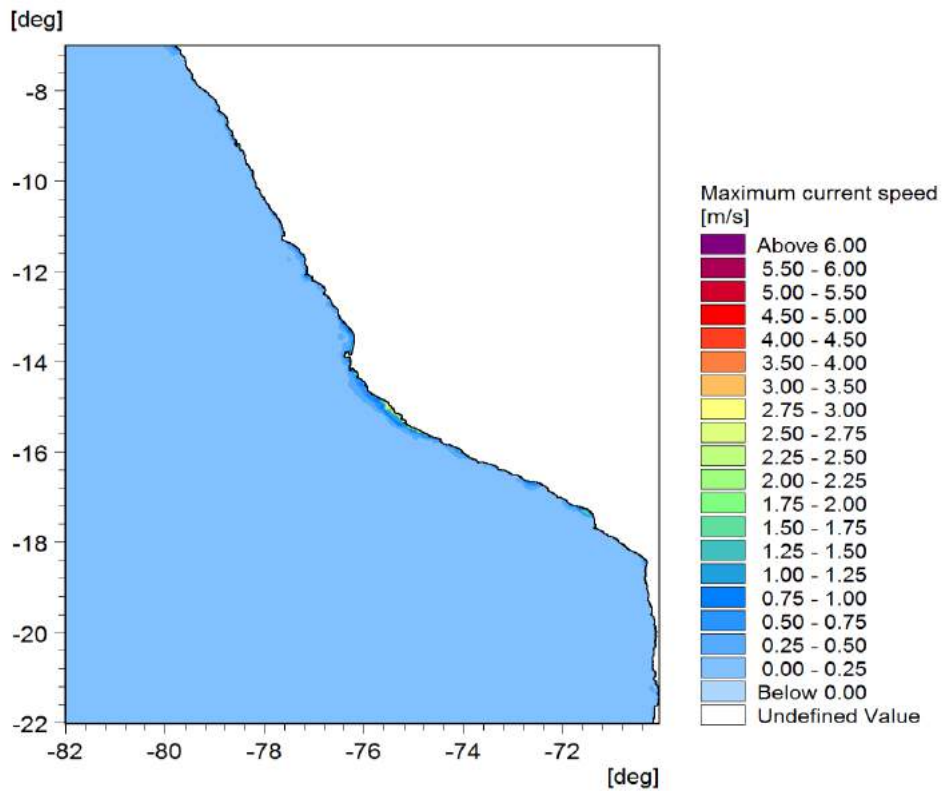 [deg]
-8
-10
-12
-14
-16
-18
-20
-22
-82
-80
-78
-76
-74
-72
[deg]
Maximum current speed
[m/s]
Above 6.00
5.50 - 6.00
5.00 - 5.50
4.50 - 5.00
4.00 - 4.50
3.50 - 4.00
3.00 - 3.50
2.75 - 3.00
2.50 - 2.75
2.25 - 2.50
2.00 - 2.25
1.75 - 2.00
1.50 - 1.75
1.25 - 1.50
1.00 - 1.25
0.75 - 1.00
0.50 - 0.75
0.25 - 0.50
0.00 - 0.25
Below 0.00
Undefined Value